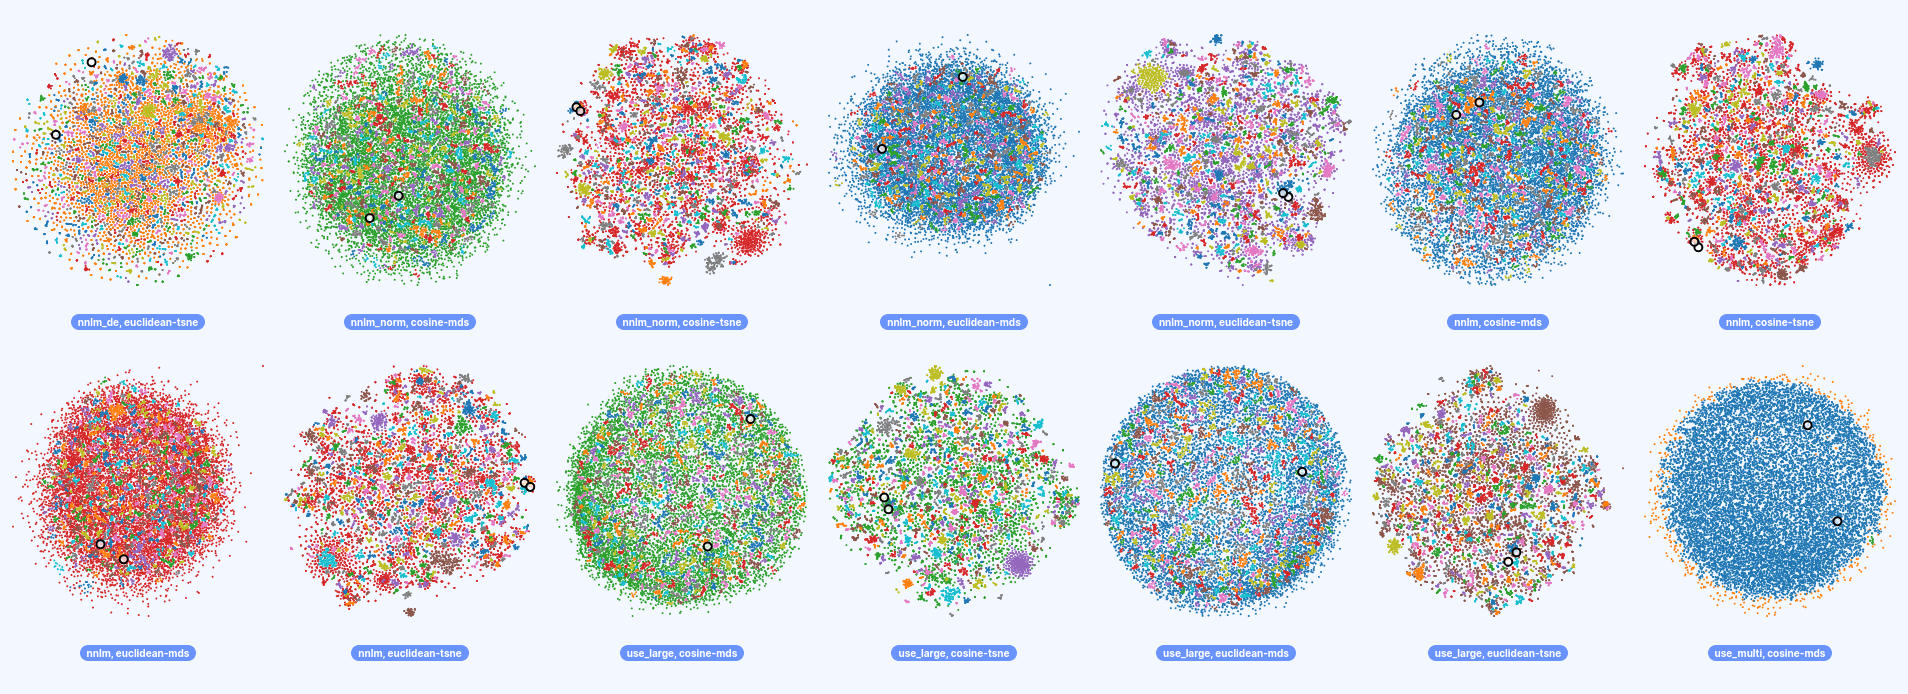 nnlm_de, euclidean-tsne
nnlm_norm, cosine-mds
nnlm_norm, cosine-tsne
nnlm_norm, euclidean-mds
nnlm_norm, euclidean-tsne
nnlm, cosine-mds
nnlm, cosine-tsne
nnlm, euclidean-mds
nnlm, euclidean-tsne
use_large, cosine-mds
use_large, cosine-tsne
use_large, euclidean-mds
use_large, euclidean-tsne
use_multi, cosine-mds